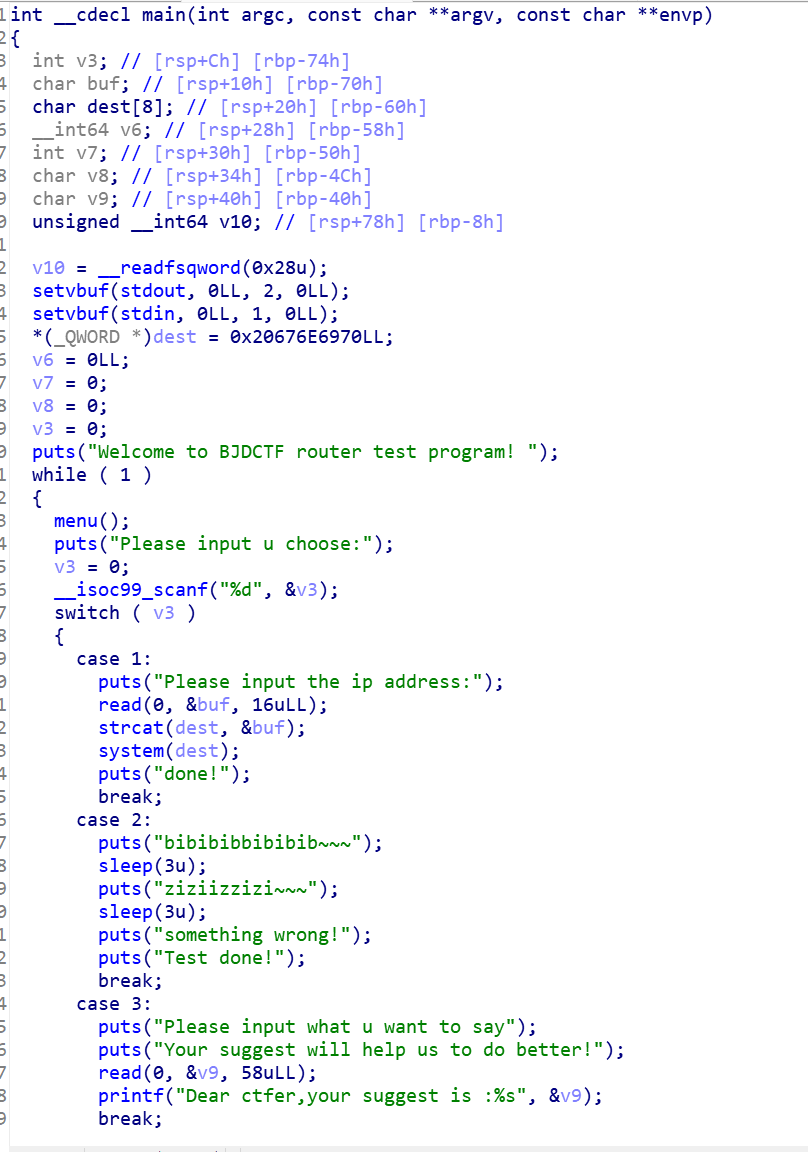 1int __cdecl main(int argc, const char **argv, const char **envp)
2{
3  int v3; // [rsp+Ch] [rbp-74h]
4  char buf; // [rsp+10h] [rbp-70h]
5  char dest[8]; // [rsp+20h] [rbp-60h]
6  __int64 v6; // [rsp+28h] [rbp-58h]
7  int v7; // [rsp+30h] [rbp-50h]
8  char v8; // [rsp+34h] [rbp-4Ch]
9  char v9; // [rsp+40h] [rbp-40h]
0  unsigned __int64 v10; // [rsp+78h] [rbp-8h]
1
2  v10 = __readfsqword(0x28u);
3  setvbuf(stdout, 0LL, 2, 0LL);
4  setvbuf(stdin, 0LL, 1, 0LL);
5  *(_QWORD *)dest = 0x20676E6970LL;
6  v6 = 0LL;
7  v7 = 0;
8  v8 = 0;
9  v3 = 0;
0  puts("Welcome to BJDCTF router test program! ");
1  while ( 1 )
2  {
3    menu();
4    puts("Please input u choose:");
5    v3 = 0;
6    __isoc99_scanf("%d", &v3);
7    switch ( v3 )
8    {
9      case 1:
0        puts("Please input the ip address:");
1        read(0, &buf, 16uLL);
2        strcat(dest, &buf);
3        system(dest);
4        puts("done!");
5        break;
6      case 2:
7        puts("bibibibbibibib~~~");
8        sleep(3u);
9        puts("ziziizzizi~~~");
0        sleep(3u);
1        puts("something wrong!");
2        puts("Test done!");
3        break;
4      case 3:
5        puts("Please input what u want to say");
6        puts("Your suggest will help us to do better!");
7        read(0, &v9, 58uLL);
8        printf("Dear ctfer,your suggest is :%s", &v9);
9        break;